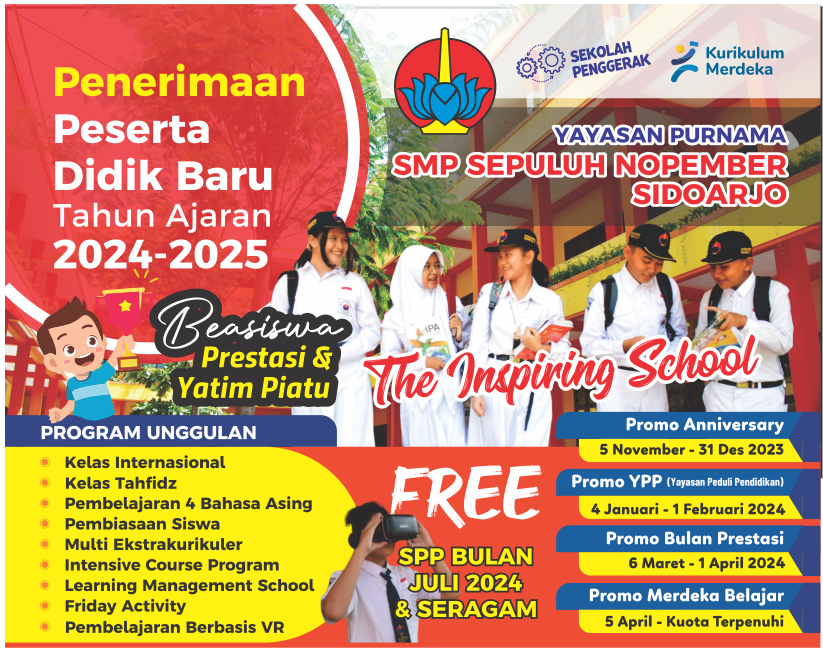 Penerimaan
Peserta
Didik Baru
Tahun Ajaran
2024-2025
SEKOLAH
PENGGERAK
Kurikulum
Merdeka
YAYASAN PURNAMA
SMP SEPULUH NOPEMBER
SIDOARJO
Beasiswa
Prestasi &
Yatim Piatu
IPA
The Inspiring School
PROGRAM UNGGULAN
Kelas Internasional
Kelas Tahfidz
Pembelajaran 4 Bahasa Asing
Pembiasaan Siswa
Multi Ekstrakurikuler
Intensive Course Program
Learning Management School
Friday Activity
Pembelajaran Berbasis VR
FREE
SPP BULAN
JULI 2024
& SERAGAM
Promo Anniversary
5 November - 31 Des 2023
Promo YPP (Yayasan Peduli Pendidikan)
4 Januari - 1 Februari 2024
Promo Bulan Prestasi
6 Maret - 1 April 2024
Promo Merdeka Belajar
5 April - Kuota Terpenuhi